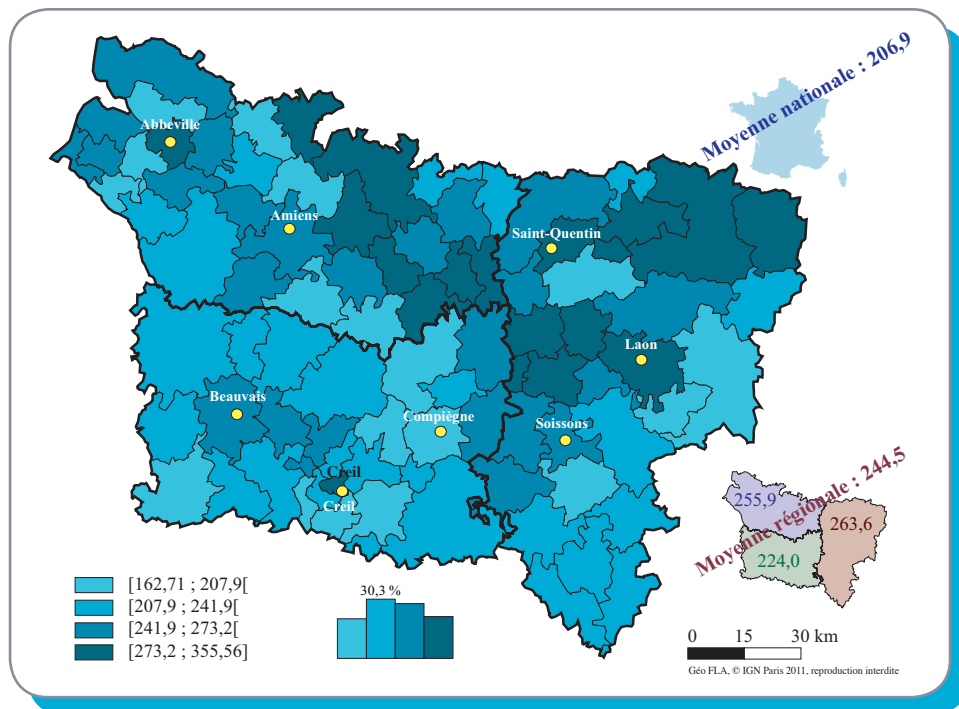 Moyenne nationale : 206,9
Abbeville
Amiens
Saint-Quentin
Laon
Beauvais
Compiègne
Soissons
Creil
Creil
Moyenne régionale : 244,5
255,9
263,6
224,0
[162,71 ; 207,9[
[207,9 ; 241,9[
[241,9 ; 273,2[
[273,2 ; 355,56]
30,3 %
0 15 30 km
Géo FLA, © IGN Paris 2011, reproduction interdite